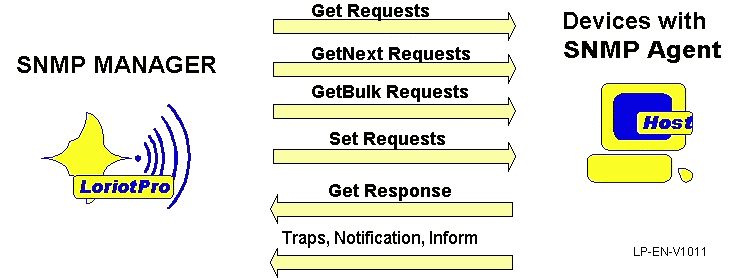 Get Requests
Devices with
SNMP Agent
GetNext Requests
SNMP MANAGER
GetBulk Requests
Host
Set Requests
LoriotPro
Get Response
Traps, Notification, Inform
LP-EN-V1011